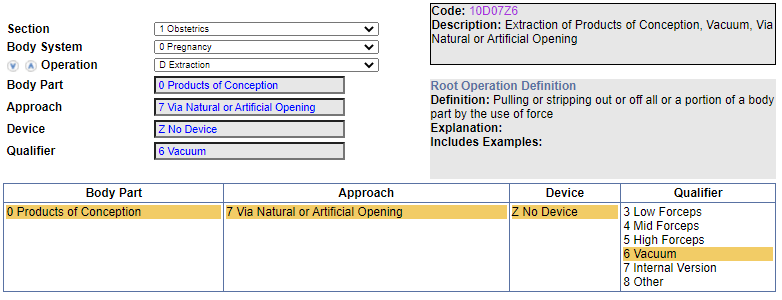 Section 1 Obstetrics
Body System 0 Pregnancy
Operation D Extraction
Body Part 0 Products of Conception
Approach 7 Via Natural or Artificial Opening
Device Z No Device
Qualifier 6 Vacuum
Code: 10D07Z6
Description: Extraction of Products of Conception, Vacuum, Via
Natural or Artificial Opening
Root Operation Definition
Definition: Pulling or stripping out or off all or a portion of a body
part by the use of force
Explanation:
Includes Examples:
Body Part Approach Device Qualifier
0 Products of Conception 7 Via Natural or Artificial Opening Z No Device 3 Low Forceps
4 Mid Forceps
5 High Forceps
6 Vacuum
7 Internal Version
8 Other